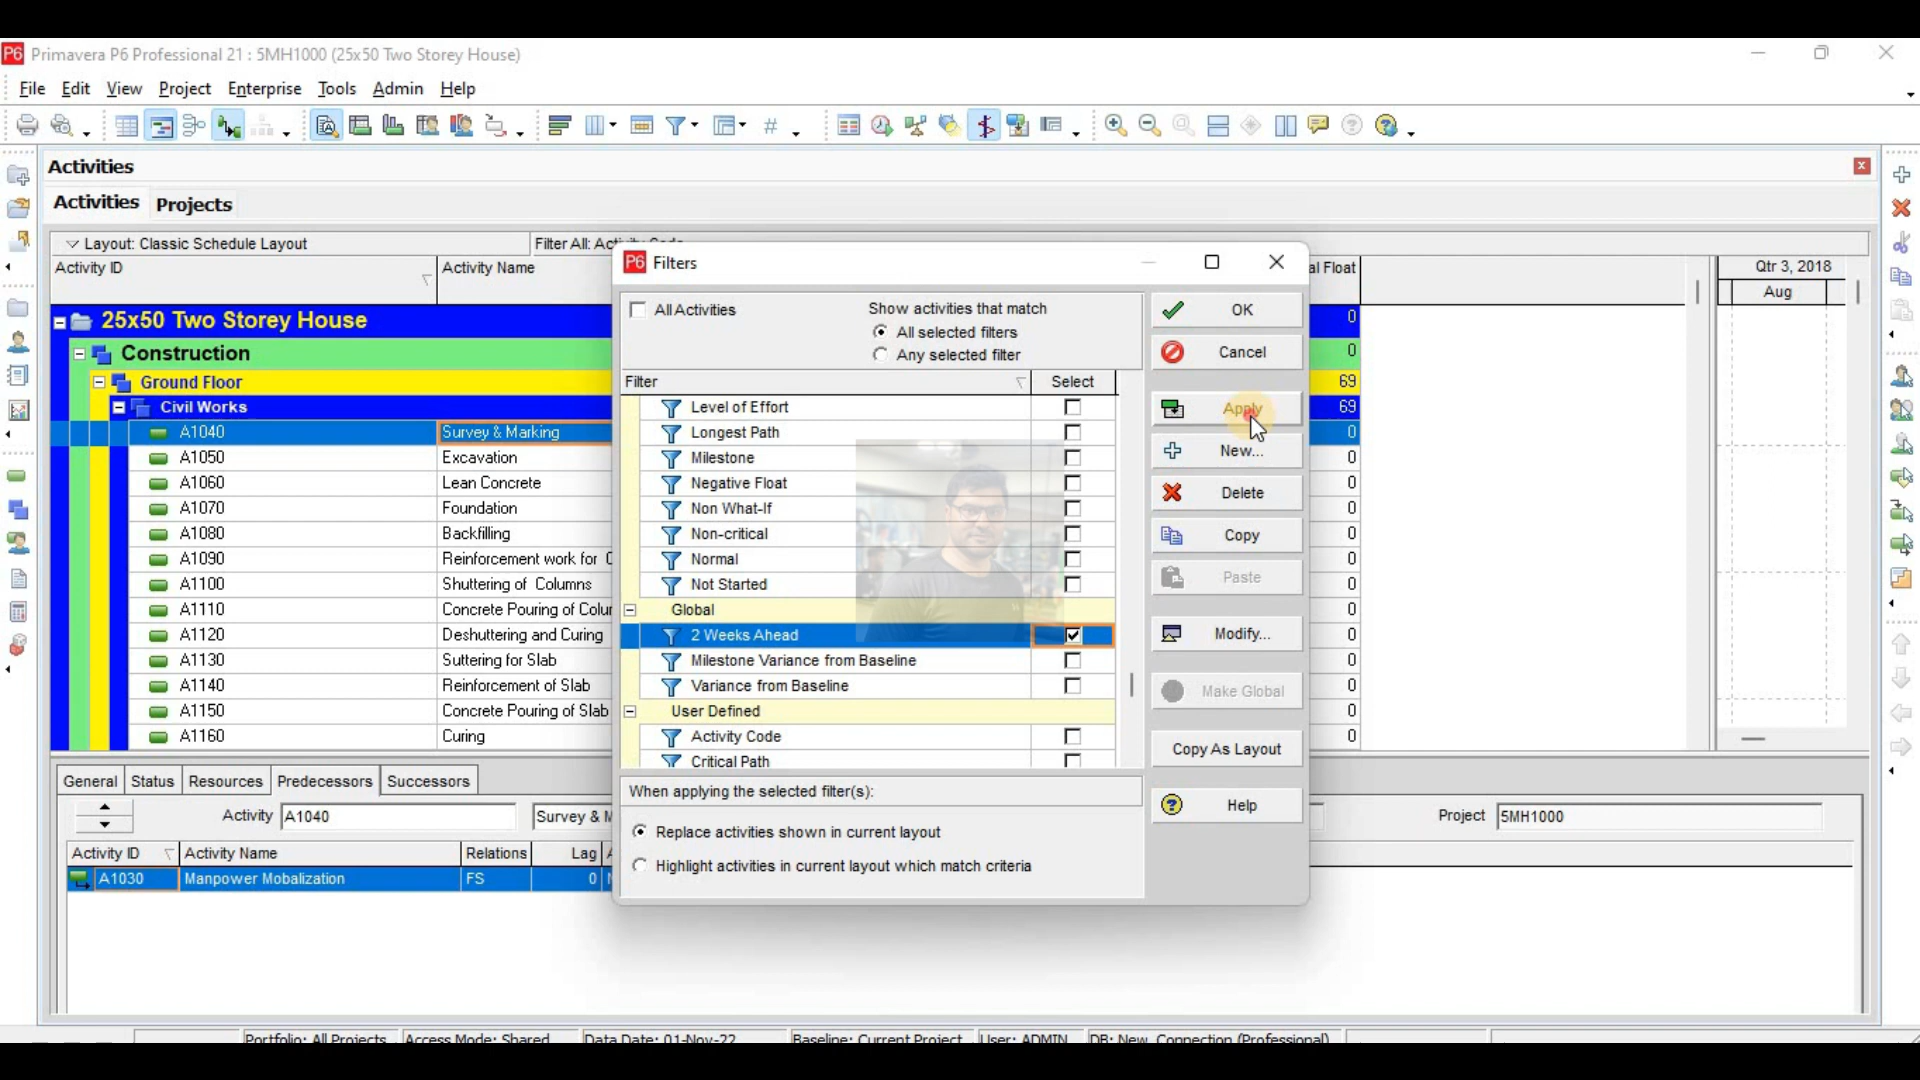 P6 Primavera P6 Professional 21 : 5MH1000 (25x50 Two Storey House)
File Edit View Project Enterprise Tools Admin Help
Activities
Activities Projects
Layout: Classic Schedule Layout Filter All: Activity Code
Activity ID Activity Name al Float Qtr 3, 2018
Aug
25x50 Two Storey House 0
Construction 0
Ground Floor 69
Civil Works 69
A1040 Survey & Marking 0
A1050 Excavation 0
A1060 Lean Concrete 0
A1070 Foundation 0
A1080 Backfilling 0
A1090 Reinforcement work for C 0
A1100 Shuttering of Columns 0
A1110 Concrete Pouring of Colur 0
A1120 Deshuttering and Curing 0
A1130 Suttering for Slab 0
A1140 Reinforcement of Slab 0
A1150 Concrete Pouring of Slab 0
A1160 Curing 0
P6 Filters
All Activities
Show activities that match
All selected filters
Any selected filter
Filter Select
Level of Effort
Longest Path
Milestone
Negative Float
Non What-If
Non-critical
Normal
Not Started
Global
2 Weeks Ahead
Milestone Variance from Baseline
Variance from Baseline
User Defined
Activity Code
Critical Path
When applying the selected filter(s):
Replace activities shown in current layout
Highlight activities in current layout which match criteria
OK
Cancel
Apply
New...
Delete
Copy
Paste
Modify...
Make Global
Copy As Layout
Help
General Status Resources Predecessors Successors
Activity A1040 Survey & M Project 5MH1000
Activity ID Activity Name Relations Lag
A1030 Manpower Mobalization FS 0
Portfolio: All Projects Access Mode: Shared Data Date: 01-Nov-22 Baseline: Current Project User: ADMIN DB: New_Connection (Professional)